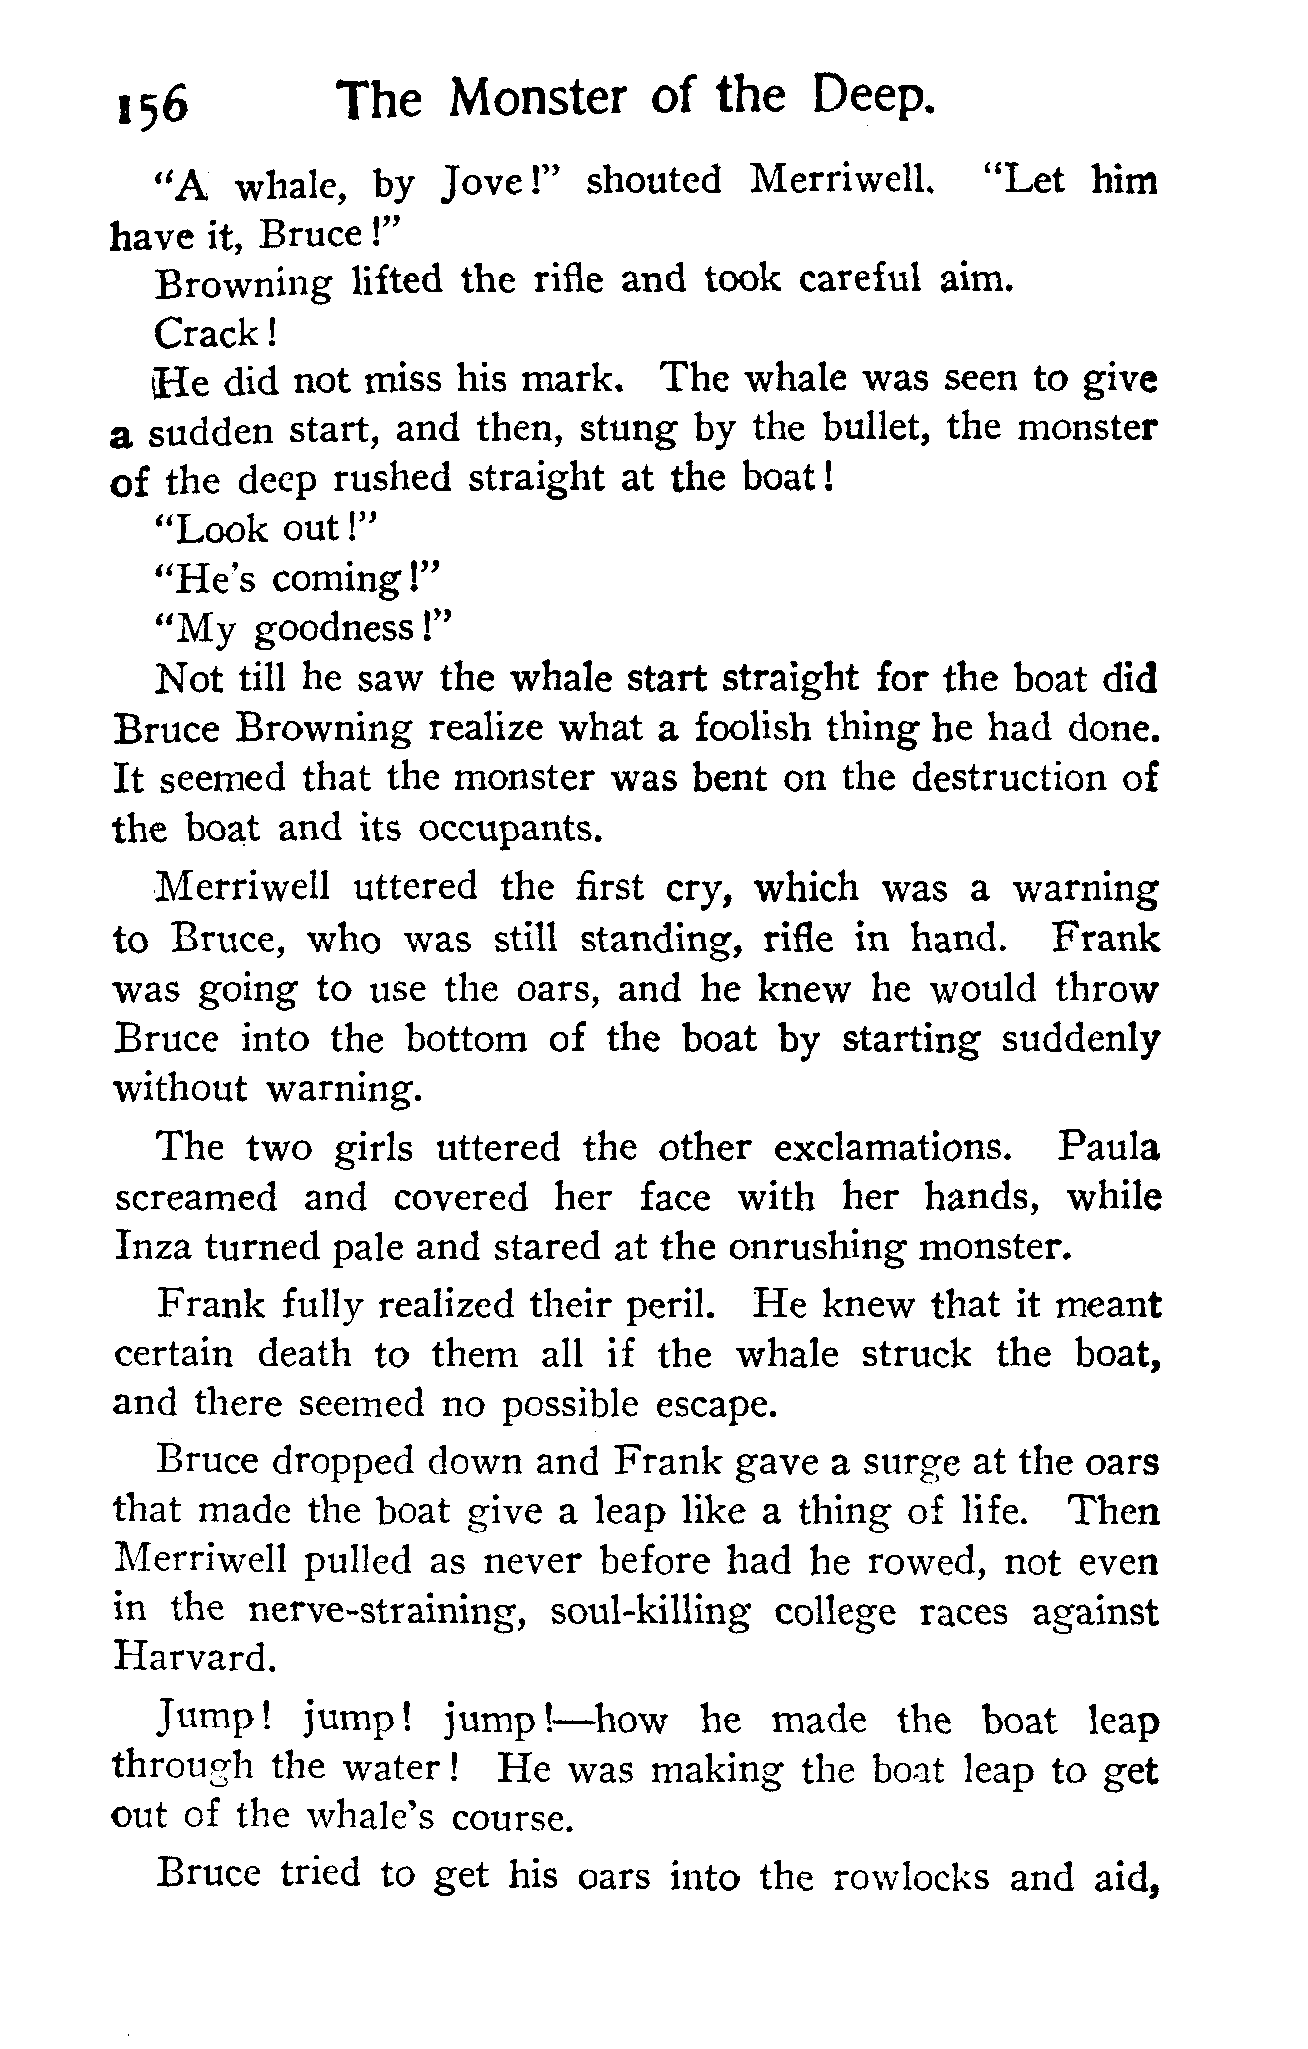 156 The Monster of the Deep.
"A whale, by Jove!" shouted Merriwell. "Let him
have it, Bruce!"
Browning lifted the rifle and took careful aim.
Crack!
He did not miss his mark. The whale was seen to give
a sudden start, and then, stung by the bullet, the monster
of the deep rushed straight at the boat!
"Look out!"
"He's coming!"
"My goodness!"
Not till he saw the whale start straight for the boat did
Bruce Browning realize what a foolish thing he had done.
It seemed that the monster was bent on the destruction of
the boat and its occupants.
Merriwell uttered the first cry, which was a warning
to Bruce, who was still standing, rifle in hand. Frank
was going to use the oars, and he knew he would throw
Bruce into the bottom of the boat by starting suddenly
without warning.
The two girls uttered the other exclamations. Paula
screamed and covered her face with her hands, while
Inza turned pale and stared at the onrushing monster.
Frank fully realized their peril. He knew that it meant
certain death to them all if the whale struck the boat,
and there seemed no possible escape.
Bruce dropped down and Frank gave a surge at the oars
that made the boat give a leap like a thing of life. Then
Merriwell pulled as never before had he rowed, not even
in the nerve-straining, soul-killing college races against
Harvard.
Jump! jump! jump!—how he made the boat leap
through the water! He was making the boat leap to get
out of the whale's course.
Bruce tried to get his oars into the rowlocks and aid,